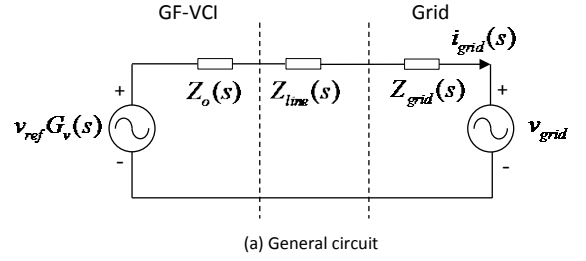 GF-VCI Grid
i_grid(s)
+ Z_o(s) Z_line(s) Z_grid(s) +
v_ref G_v(s) v_grid
- -
(a) General circuit